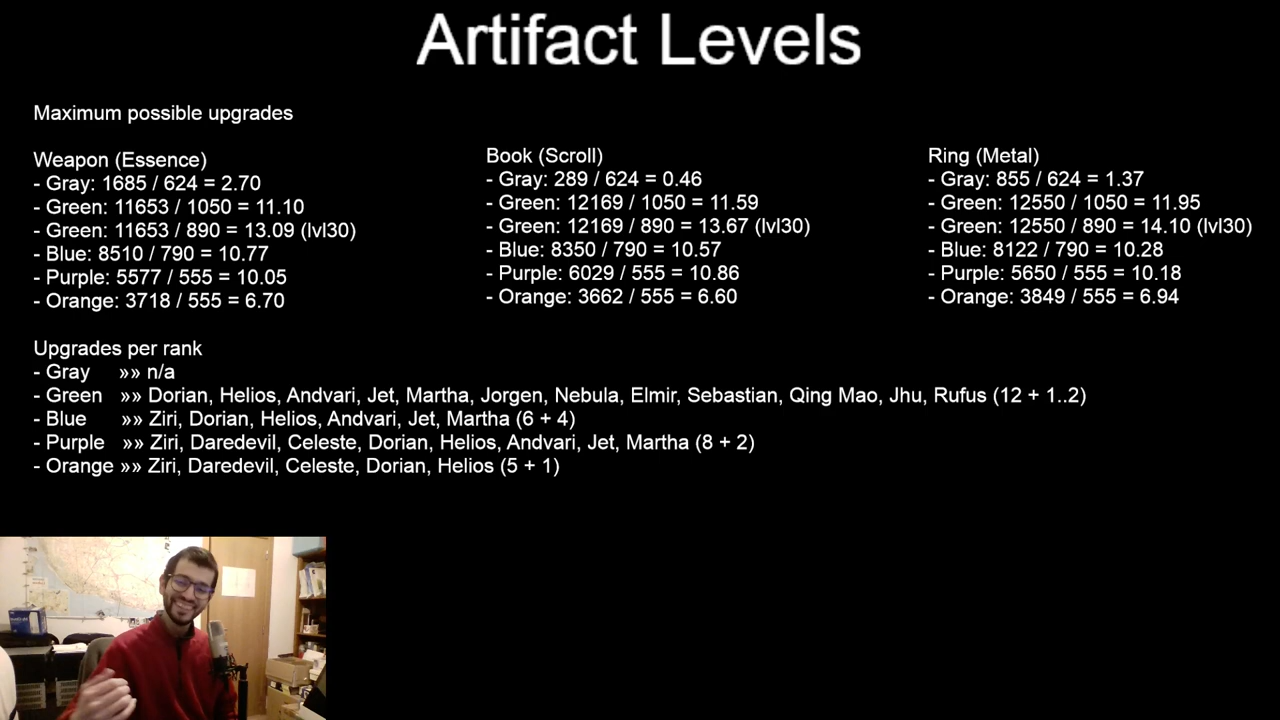 Artifact Levels
Maximum possible upgrades
Weapon (Essence)
- Gray: 1685 / 624 = 2.70
- Green: 11653 / 1050 = 11.10
- Green: 11653 / 890 = 13.09 (lvl30)
- Blue: 8510 / 790 = 10.77
- Purple: 5577 / 555 = 10.05
- Orange: 3718 / 555 = 6.70
Book (Scroll)
- Gray: 289 / 624 = 0.46
- Green: 12169 / 1050 = 11.59
- Green: 12169 / 890 = 13.67 (lvl30)
- Blue: 8350 / 790 = 10.57
- Purple: 6029 / 555 = 10.86
- Orange: 3662 / 555 = 6.60
Ring (Metal)
- Gray: 855 / 624 = 1.37
- Green: 12550 / 1050 = 11.95
- Green: 12550 / 890 = 14.10 (lvl30)
- Blue: 8122 / 790 = 10.28
- Purple: 5650 / 555 = 10.18
- Orange: 3849 / 555 = 6.94
Upgrades per rank
- Gray »» n/a
- Green »» Dorian, Helios, Andvari, Jet, Martha, Jorgen, Nebula, Elmir, Sebastian, Qing Mao, Jhu, Rufus (12 + 1..2)
- Blue »» Ziri, Dorian, Helios, Andvari, Jet, Martha (6 + 4)
- Purple »» Ziri, Daredevil, Celeste, Dorian, Helios, Andvari, Jet, Martha (8 + 2)
- Orange »» Ziri, Daredevil, Celeste, Dorian, Helios (5 + 1)